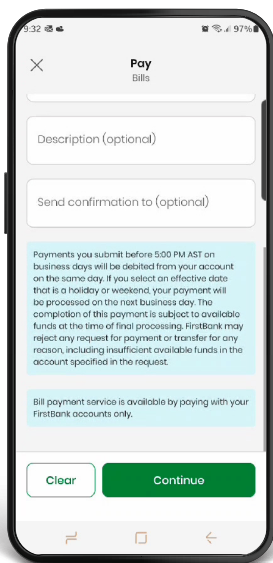 9:32
97%
Pay
Bills
Description (optional)
Send confirmation to (optional)
Payments you submit before 5:00 PM AST on
business days will be debited from your account
on the same day. If you select an effective date
that is a holiday or weekend, your payment will
be processed on the next business day. The
completion of this payment is subject to available
funds at the time of final processing. FirstBank may
reject any request for payment or transfer for any
reason, including insufficient available funds in the
account specified in the request.
Bill payment service is available by paying with your
FirstBank accounts only.
Clear
Continue